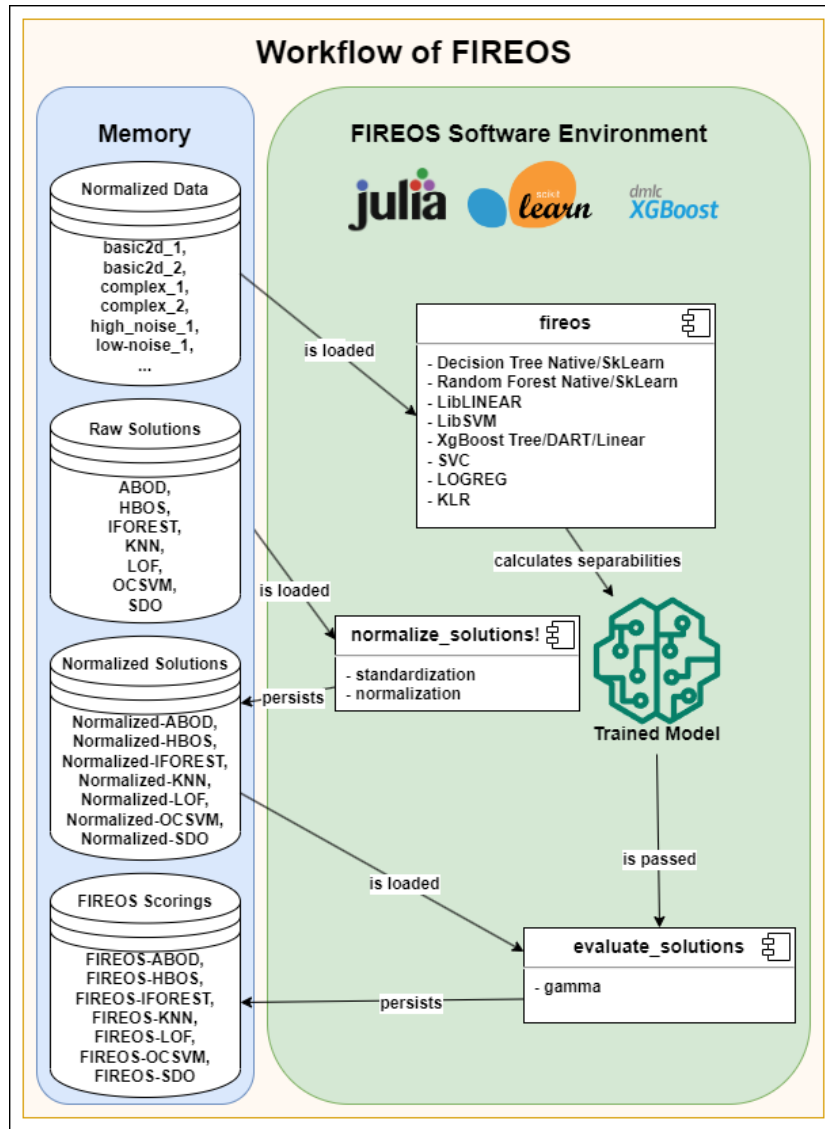 Workflow of FIREOS
Memory
Normalized Data
basic2d_1,
basic2d_2,
complex_1,
complex_2,
high_noise_1,
low-noise_1,
...
Raw Solutions
ABOD,
HBOS,
IFOREST,
KNN,
LOF,
OCSVM,
SDO
Normalized Solutions
Normalized-ABOD,
Normalized-HBOS,
Normalized-IFOREST,
Normalized-KNN,
Normalized-LOF,
Normalized-OCSVM,
Normalized-SDO
FIREOS Scorings
FIREOS-ABOD,
FIREOS-HBOS,
FIREOS-IFOREST,
FIREOS-KNN,
FIREOS-LOF,
FIREOS-OCSVM,
FIREOS-SDO
FIREOS Software Environment
julia
scikit
learn
dmlc
XGBoost
is loaded
fireos
- Decision Tree Native/SkLearn
- Random Forest Native/SkLearn
- LibLINEAR
- LibSVM
- XgBoost Tree/DART/Linear
- SVC
- LOGREG
- KLR
calculates separabilities
is loaded
normalize_solutions!
- standardization
- normalization
persists
Trained Model
is passed
is loaded
evaluate_solutions
- gamma
persists